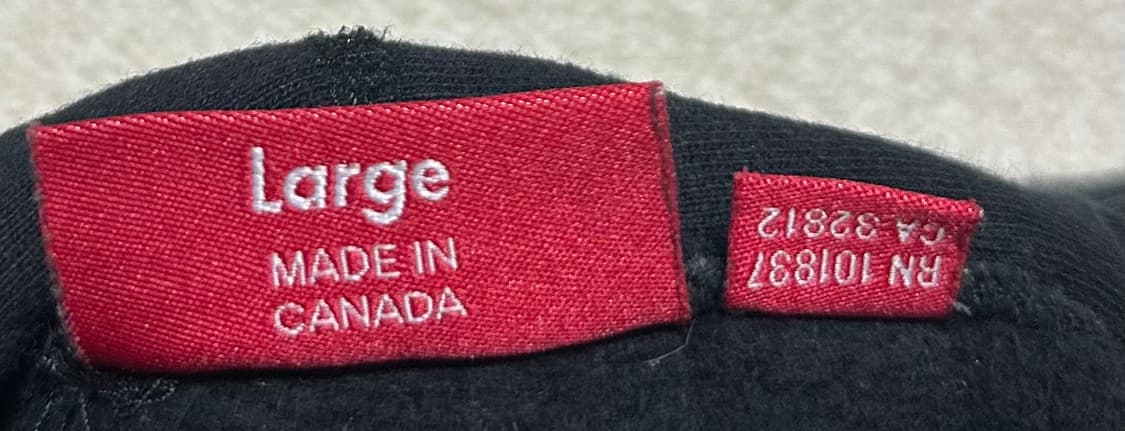 Large
MADE IN
CANADA
RN 101837
CA 32812